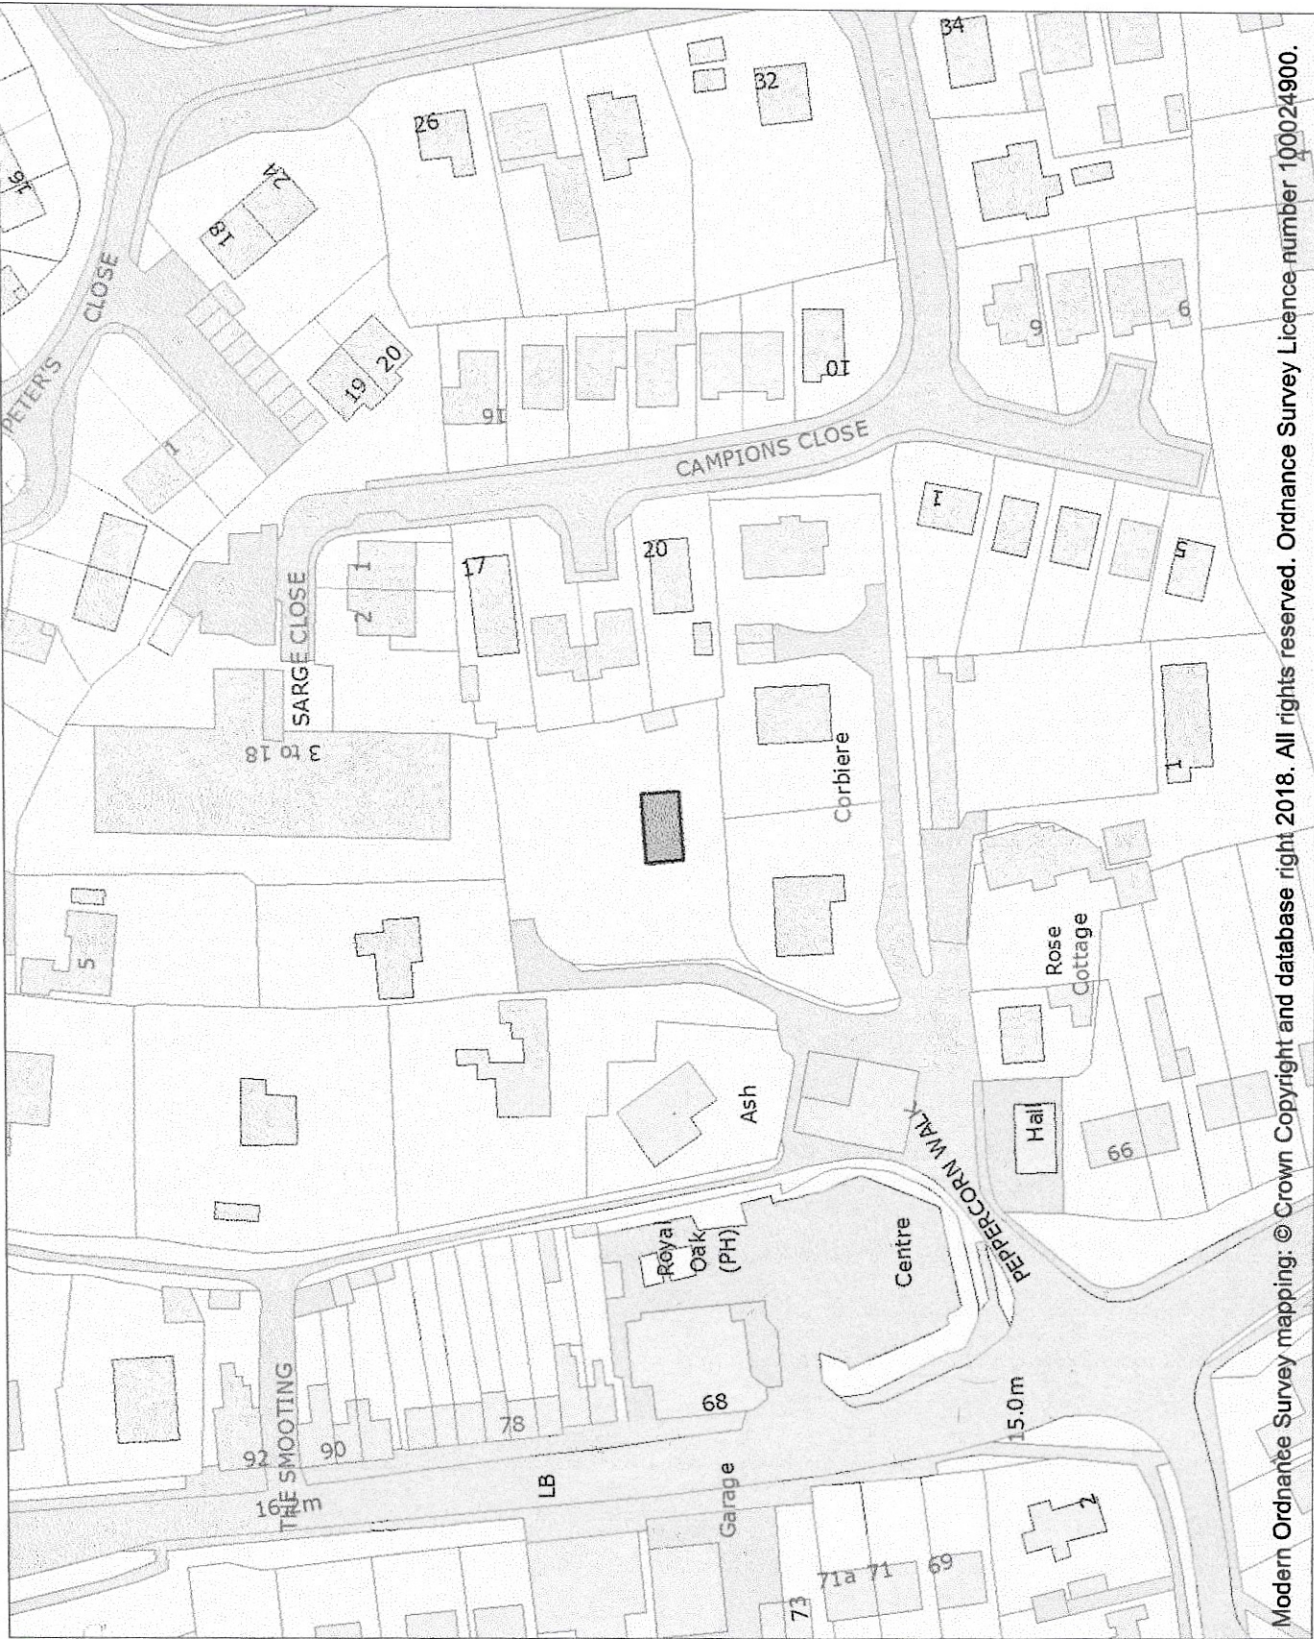 34
32
26
16
24
18
CLOSE
PETER'S
20
19
1
9
6
10
16
CAMPIONS CLOSE
1
5
20
17
1
2
SARGE CLOSE
3 to 18
1
Corbiere
5
Rose
Cottage
Ash
Hall
66
PEPPERCORN WALK
Royal
Oak
(PH)
Centre
THE SMOOTING
92
90
78
68
15.0m
LB
Garage
2
71a
71
69
73
4
Modern Ordnance Survey mapping: © Crown Copyright and database right 2018. All rights reserved. Ordnance Survey Licence number 100024900.